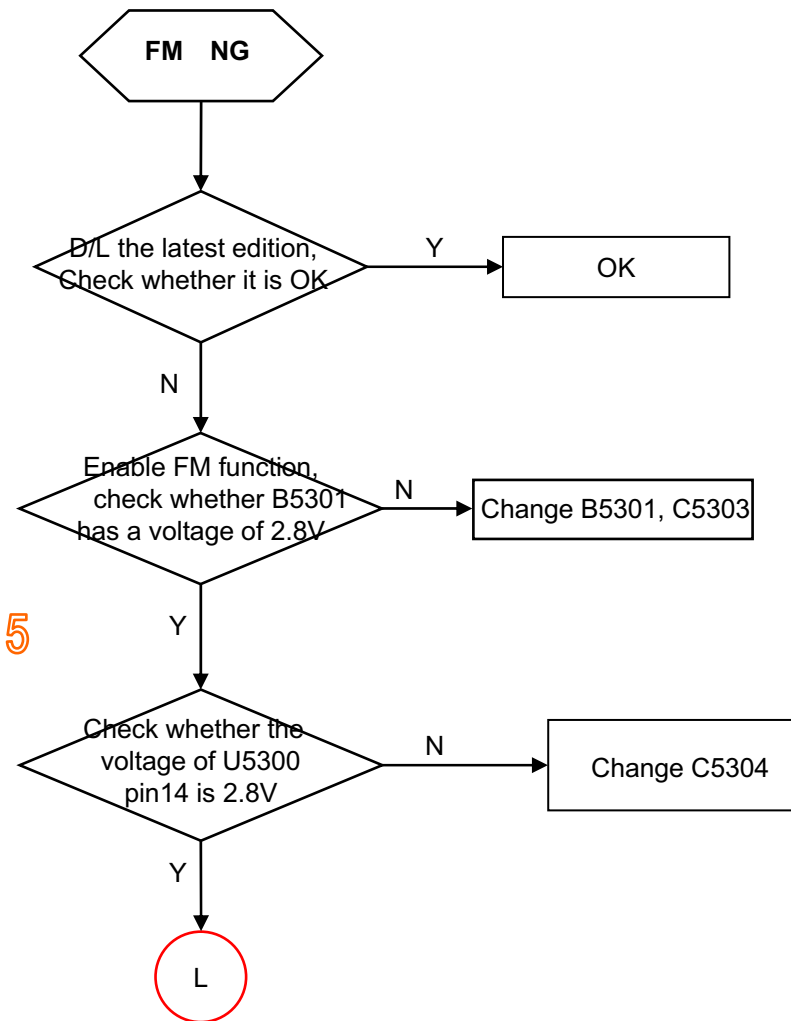 FM NG
D/L the latest edition,
Check whether it is OK
Y
OK
N
Enable FM function,
check whether B5301
has a voltage of 2.8V
N
Change B5301, C5303
Y
5
Check whether the
voltage of U5300
pin14 is 2.8V
N
Change C5304
Y
L